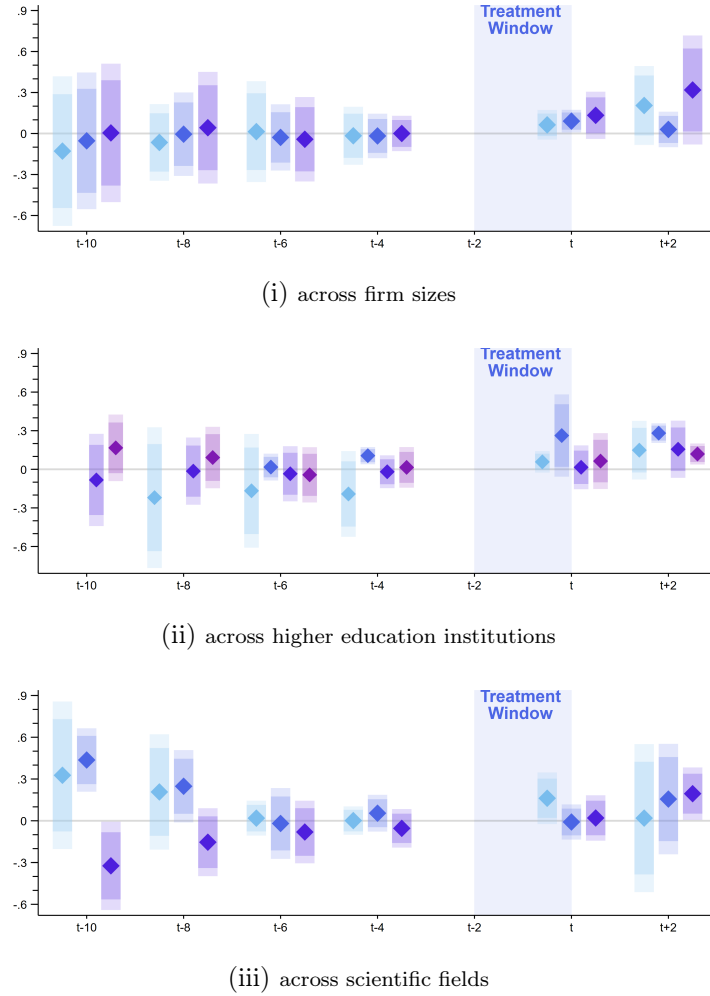 Treatment
Window
.9
.6
.3
0
-.3
-.6
t-10 t-8 t-6 t-4 t-2 t t+2
(i) across firm sizes
Treatment
Window
.9
.6
.3
0
-.3
-.6
t-10 t-8 t-6 t-4 t-2 t t+2
(ii) across higher education institutions
Treatment
Window
.9
.6
.3
0
-.3
-.6
t-10 t-8 t-6 t-4 t-2 t t+2
(iii) across scientific fields